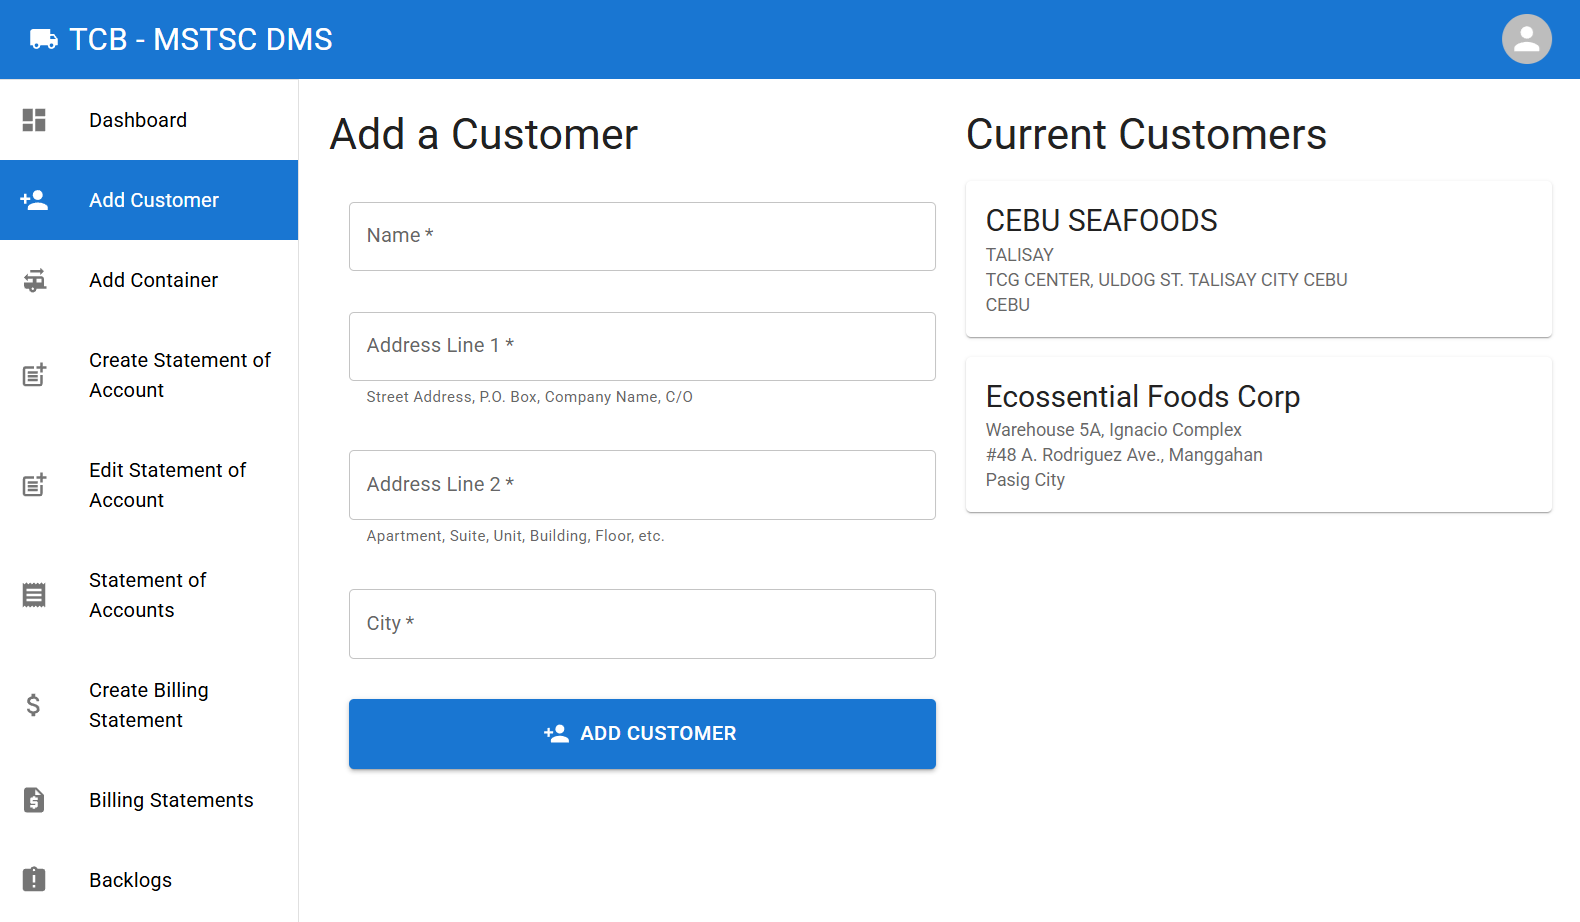 TCB - MSTSC DMS
Dashboard
Add Customer
Add Container
Create Statement of
Account
Edit Statement of
Account
Statement of
Accounts
Create Billing
Statement
Billing Statements
Backlogs
Add a Customer
Name *
Address Line 1 *
Street Address, P.O. Box, Company Name, C/O
Address Line 2 *
Apartment, Suite, Unit, Building, Floor, etc.
City *
ADD CUSTOMER
Current Customers
CEBU SEAFOODS
TALISAY
TCG CENTER, ULDOG ST. TALISAY CITY CEBU
CEBU
Ecossential Foods Corp
Warehouse 5A, Ignacio Complex
#48 A. Rodriguez Ave., Manggahan
Pasig City